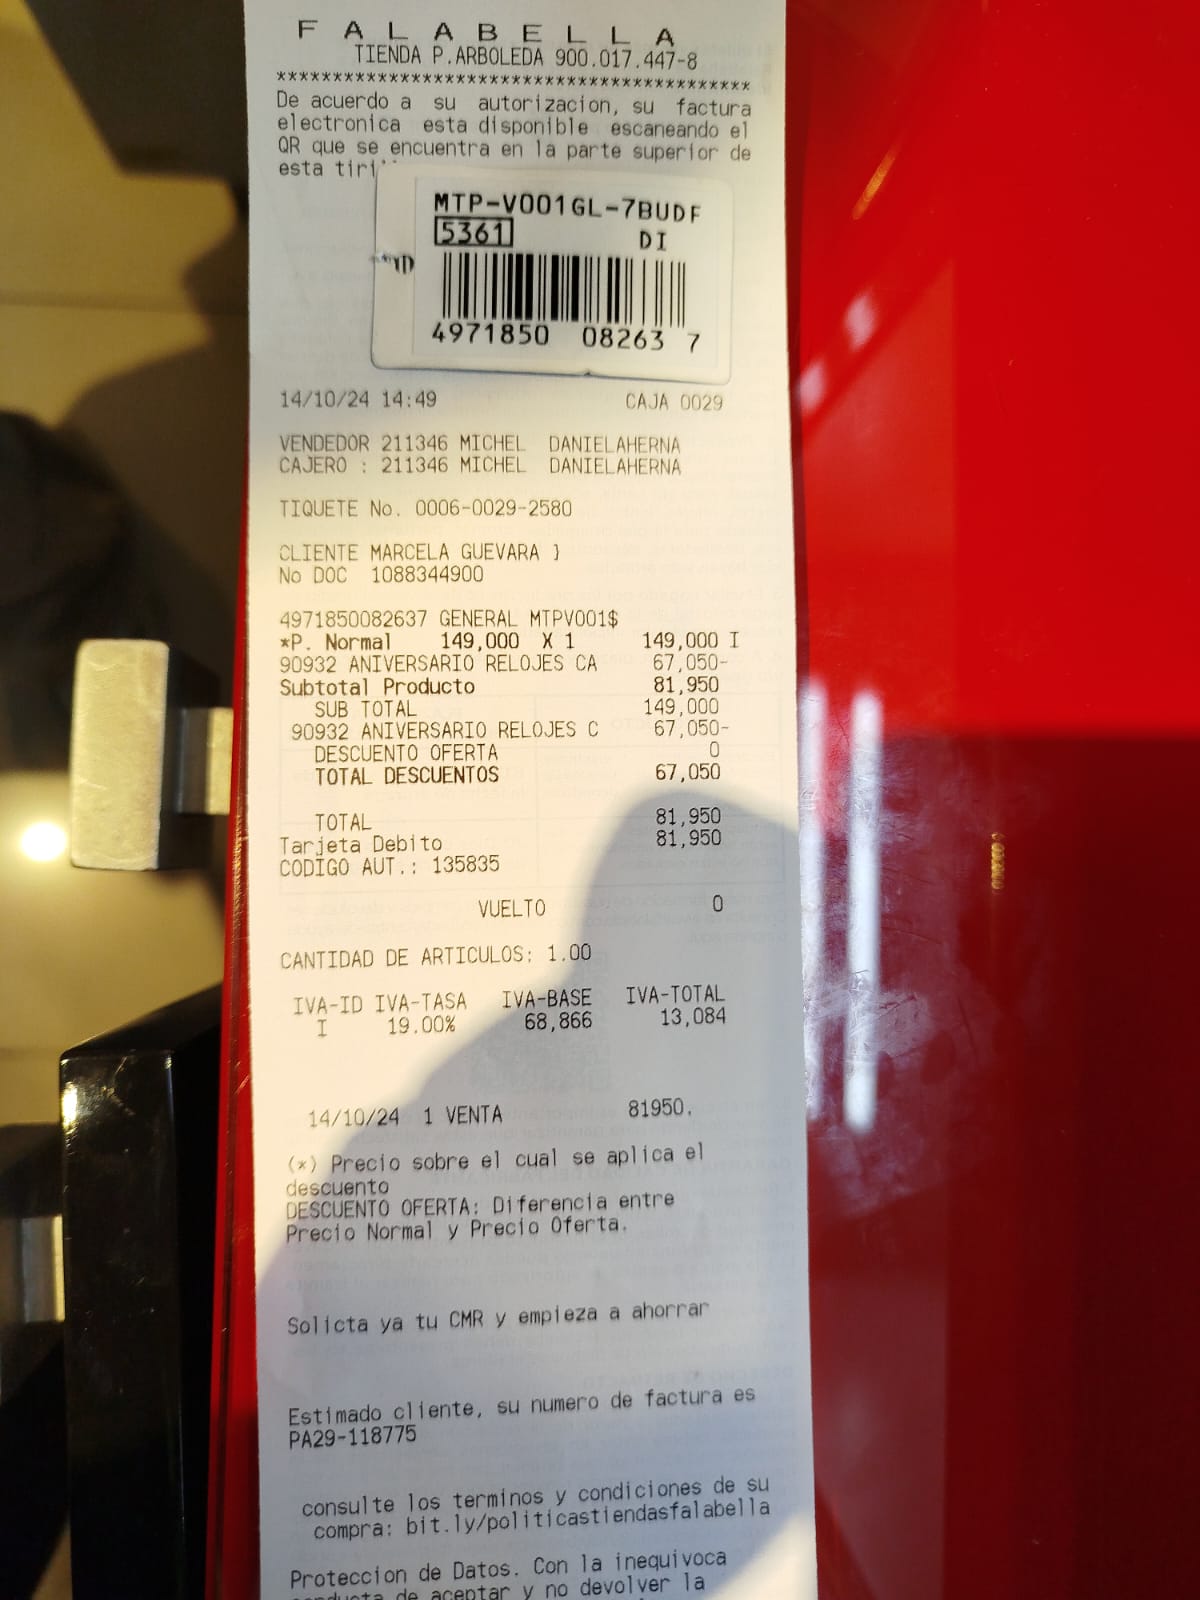 F A L A B E L L A
TIENDA P.ARBOLEDA 900.017.447-8
******************************************
De acuerdo a su autorizacion, su factura
electronica esta disponible escaneando el
QR que se encuentra en la parte superior de
esta
MTP-V001GL-7BUDF
5361 DI
4971850 08263 7
14/10/24 14:49 CAJA 0029
VENDEDOR 211346 MICHEL DANIELAHERNA
CAJERO : 211346 MICHEL DANIELAHERNA
TIQUETE No. 0006-0029-2580
CLIENTE MARCELA GUEVARA }
No DOC 1088344900
4971850082637 GENERAL MTPV001$
*P. Normal 149,000 X 1 149,000 I
90932 ANIVERSARIO RELOJES CA 67,050-
Subtotal Producto 81,950
SUB TOTAL 149,000
90932 ANIVERSARIO RELOJES C 67,050-
DESCUENTO OFERTA 0
TOTAL DESCUENTOS 67,050
TOTAL 81,950
Tarjeta Debito 81,950
CODIGO AUT.: 135835
VUELTO 0
CANTIDAD DE ARTICULOS: 1.00
IVA-ID IVA-TASA IVA-BASE IVA-TOTAL
I 19.00% 68,866 13,084
14/10/24 1 VENTA 81950.
(*) Precio sobre el cual se aplica el
descuento
DESCUENTO OFERTA: Diferencia entre
Precio Normal y Precio Oferta.
Solicta ya tu CMR y empieza a ahorrar
Estimado cliente, su numero de factura es
PA29-118775
consulte los terminos y condiciones de su
compra: bit.ly/politicastiendasfalabella
Proteccion de Datos. Con la inequivoca
conducta de aceptar y no devolver la